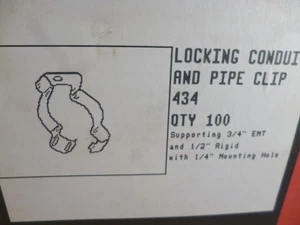 LOCKING CONDUI
AND PIPE CLIP
434
QTY 100
Supporting 3/4" EMT
and 1/2" Rigid
with 1/4" Mounting Hole